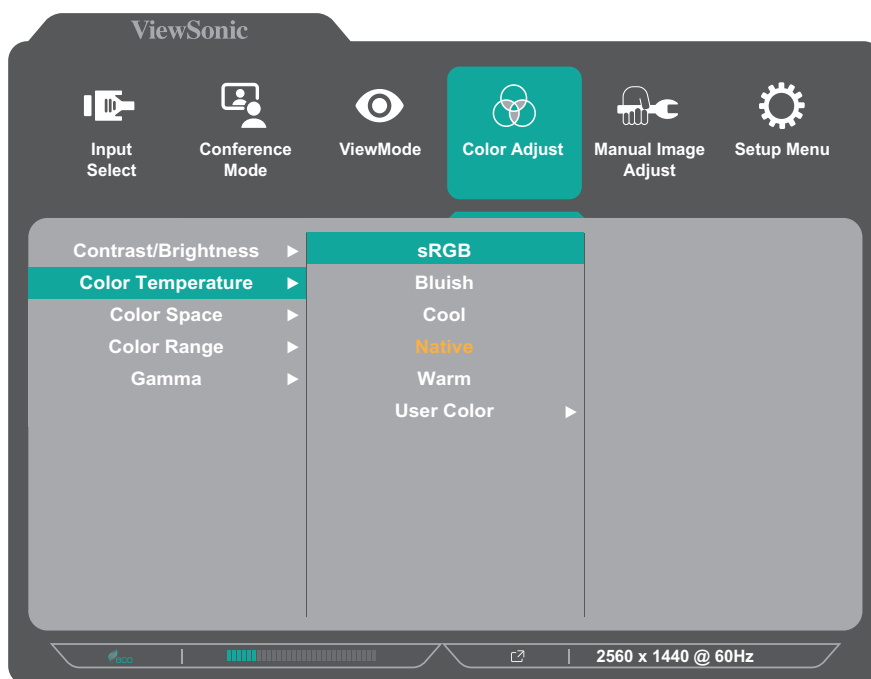 ViewSonic
Input Select
Conference Mode
ViewMode
Color Adjust
Manual Image Adjust
Setup Menu
Contrast/Brightness
Color Temperature
Color Space
Color Range
Gamma
sRGB
Bluish
Cool
Native
Warm
User Color
eco
2560 x 1440 @ 60Hz